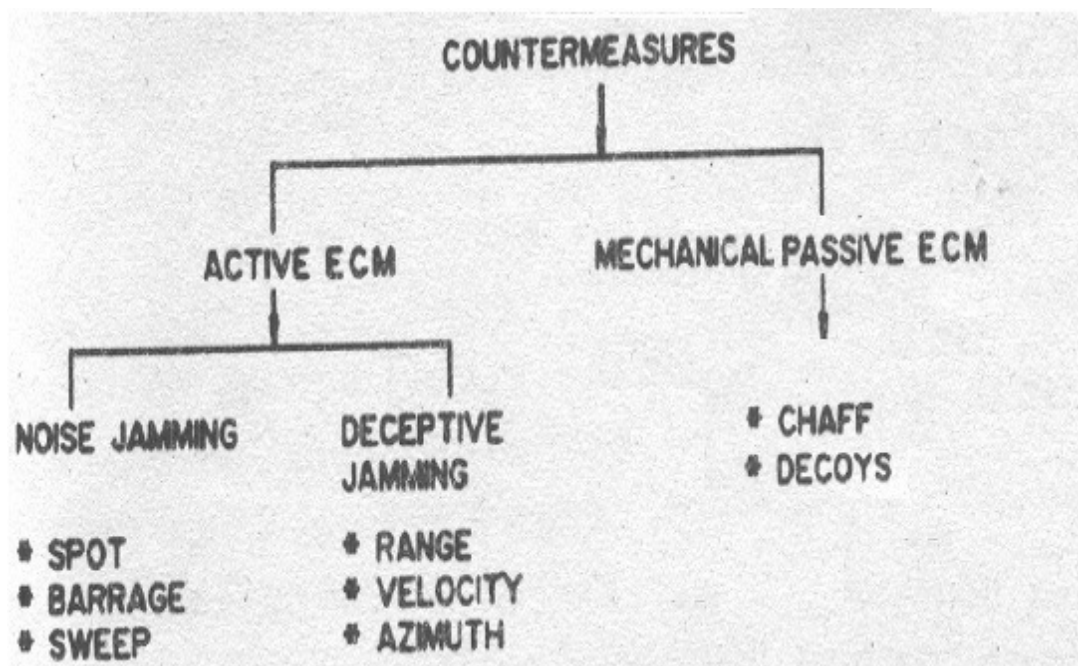 COUNTERMEASURES
ACTIVE ECM
MECHANICAL PASSIVE ECM
NOISE JAMMING
DECEPTIVE
JAMMING
* SPOT
* BARRAGE
* SWEEP
* RANGE
* VELOCITY
* AZIMUTH
* CHAFF
* DECOYS